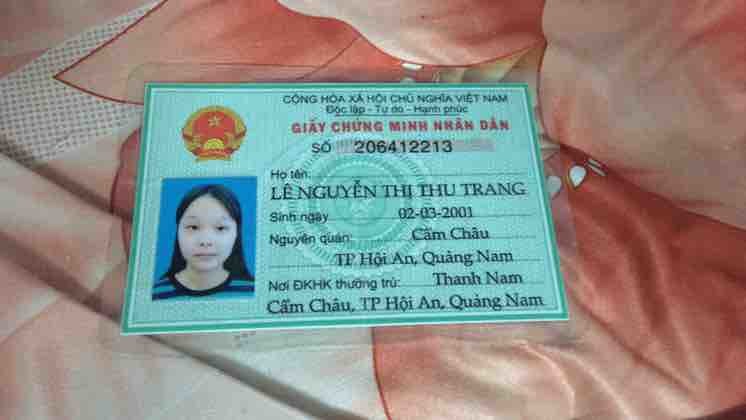 CỘNG HÒA XÃ HỘI CHỦ NGHĨA VIỆT NAM
Độc lập - Tự do - Hạnh phúc
GIẤY CHỨNG MINH NHÂN DÂN
SỐ 206412213
Họ tên:
LÊ NGUYỄN THỊ THU TRANG
Sinh ngày 02-03-2001
Nguyên quán: Cẩm Châu
TP Hội An, Quảng Nam
Nơi ĐKHK thường trú: Thanh Nam
Cẩm Châu, TP Hội An, Quảng Nam